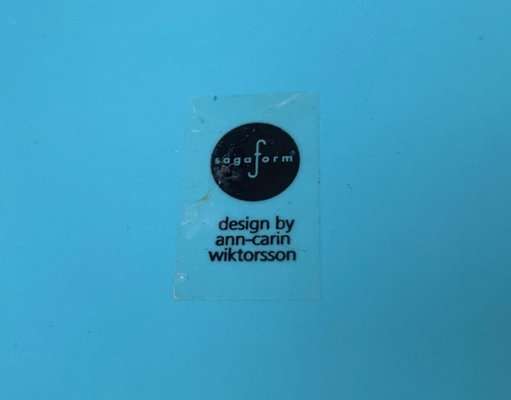 sagaform
design by
ann-carin
wiktorsson